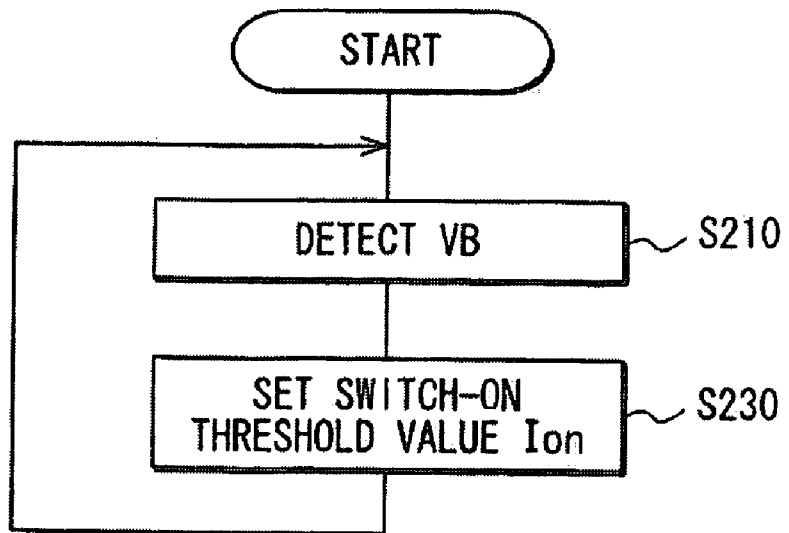 START
DETECT VB
S210
SET SWITCH-ON
THRESHOLD VALUE Ion
S230